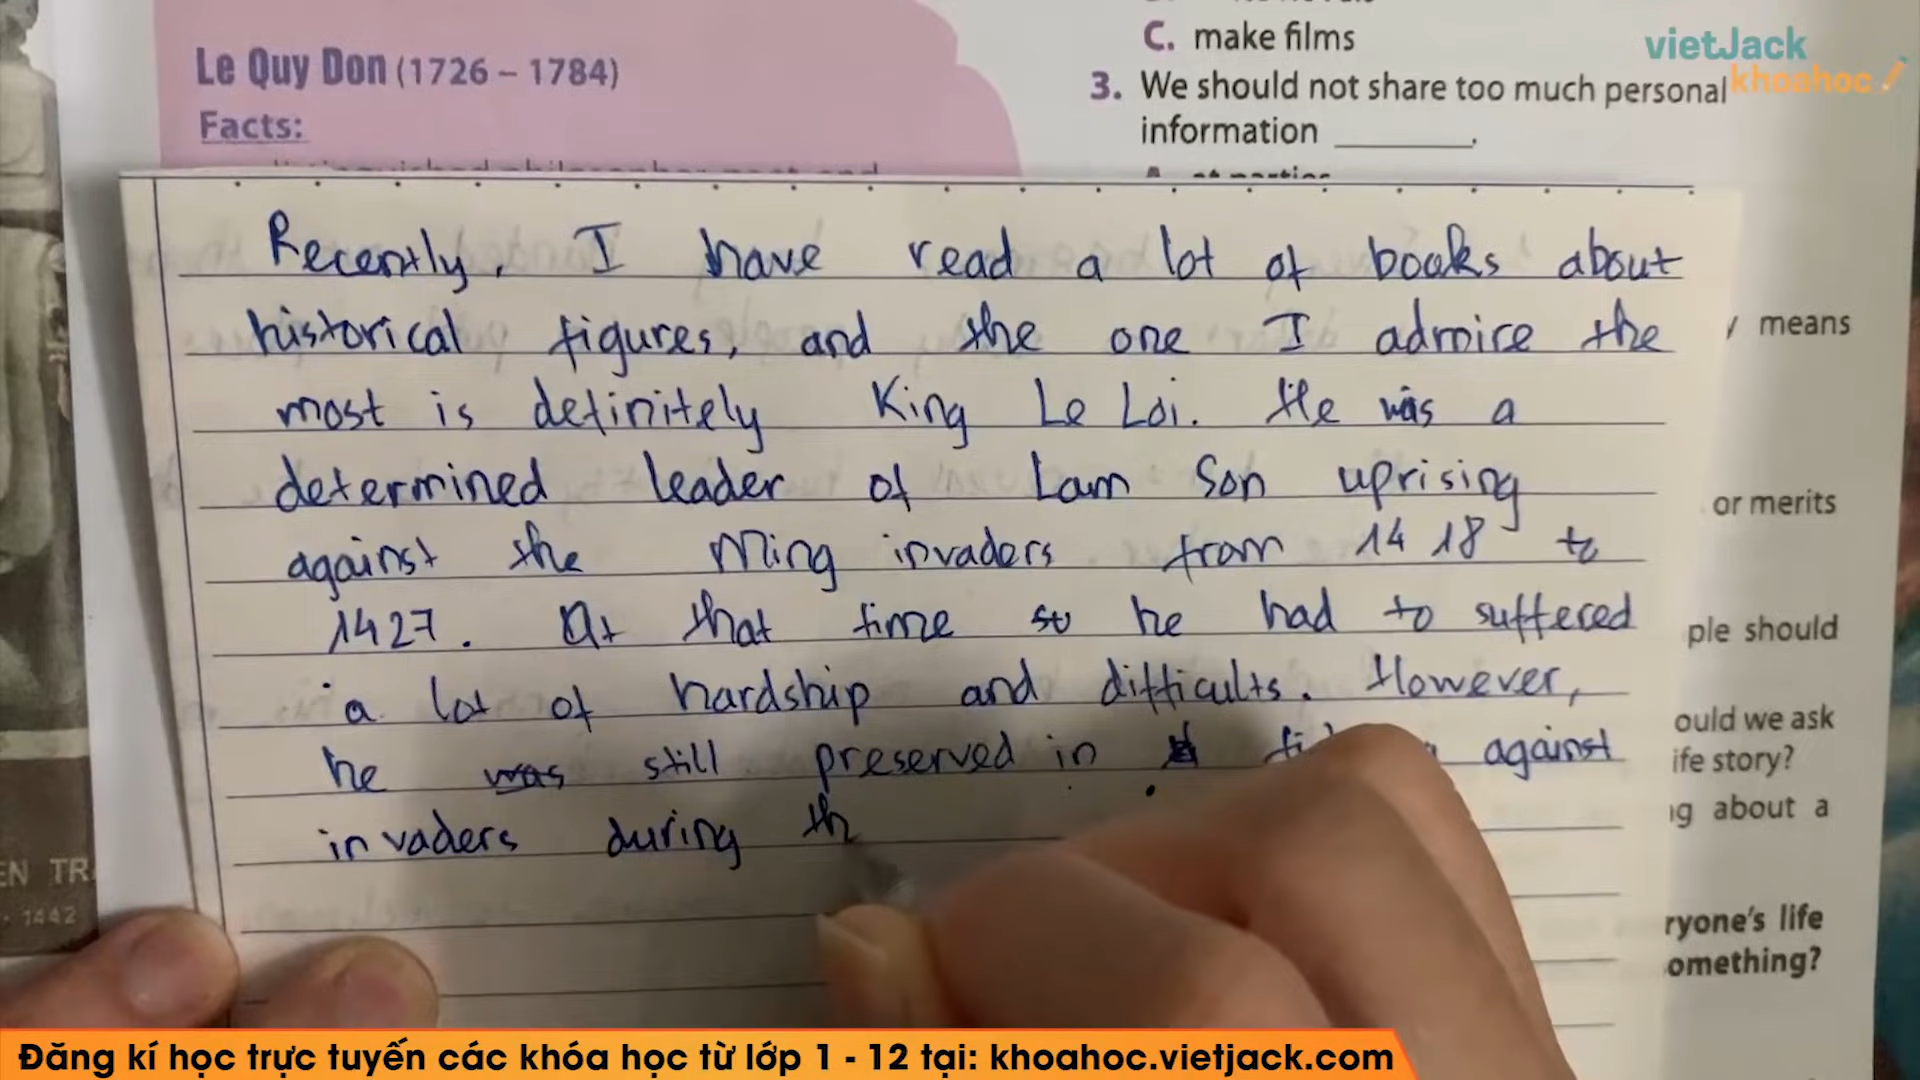 C. make films
vietJack
khoahoc
Le Quy Don (1726 – 1784)
Facts:
3. We should not share too much personal
information ________.
Recently, I have read a lot of books about
historical figures, and the one I admire the
most is definitely King Le Loi. He was a
determined leader of Lam Son uprising
against the Ming invaders from 1418 to
1427. At that time he had to suffered
a lot of hardship and difficults. However,
he was still preserved in against
invaders during th
means
or merits
ple should
ould we ask
ife story?
ng about a
ryone's life
omething?
EN TR
1442
Đăng kí học trực tuyến các khóa học từ lớp 1 - 12 tại: khoahoc.vietjack.com